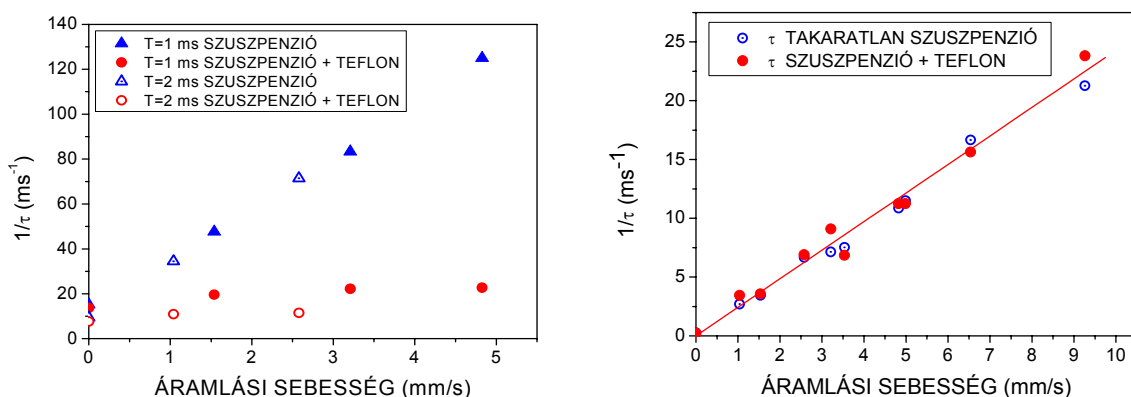 140
120
100
80
60
40
20
0
1/τ (ms⁻¹)
T=1 ms SZUSZPENZIÓ
T=1 ms SZUSZPENZIÓ + TEFLON
T=2 ms SZUSZPENZIÓ
T=2 ms SZUSZPENZIÓ + TEFLON
0 1 2 3 4 5
ÁRAMLÁSI SEBESSÉG (mm/s)
25
20
15
10
5
0
1/τ (ms⁻¹)
τ TAKARATLAN SZUSZPENZIÓ
τ SZUSZPENZIÓ + TEFLON
0 1 2 3 4 5 6 7 8 9 10
ÁRAMLÁSI SEBESSÉG (mm/s)